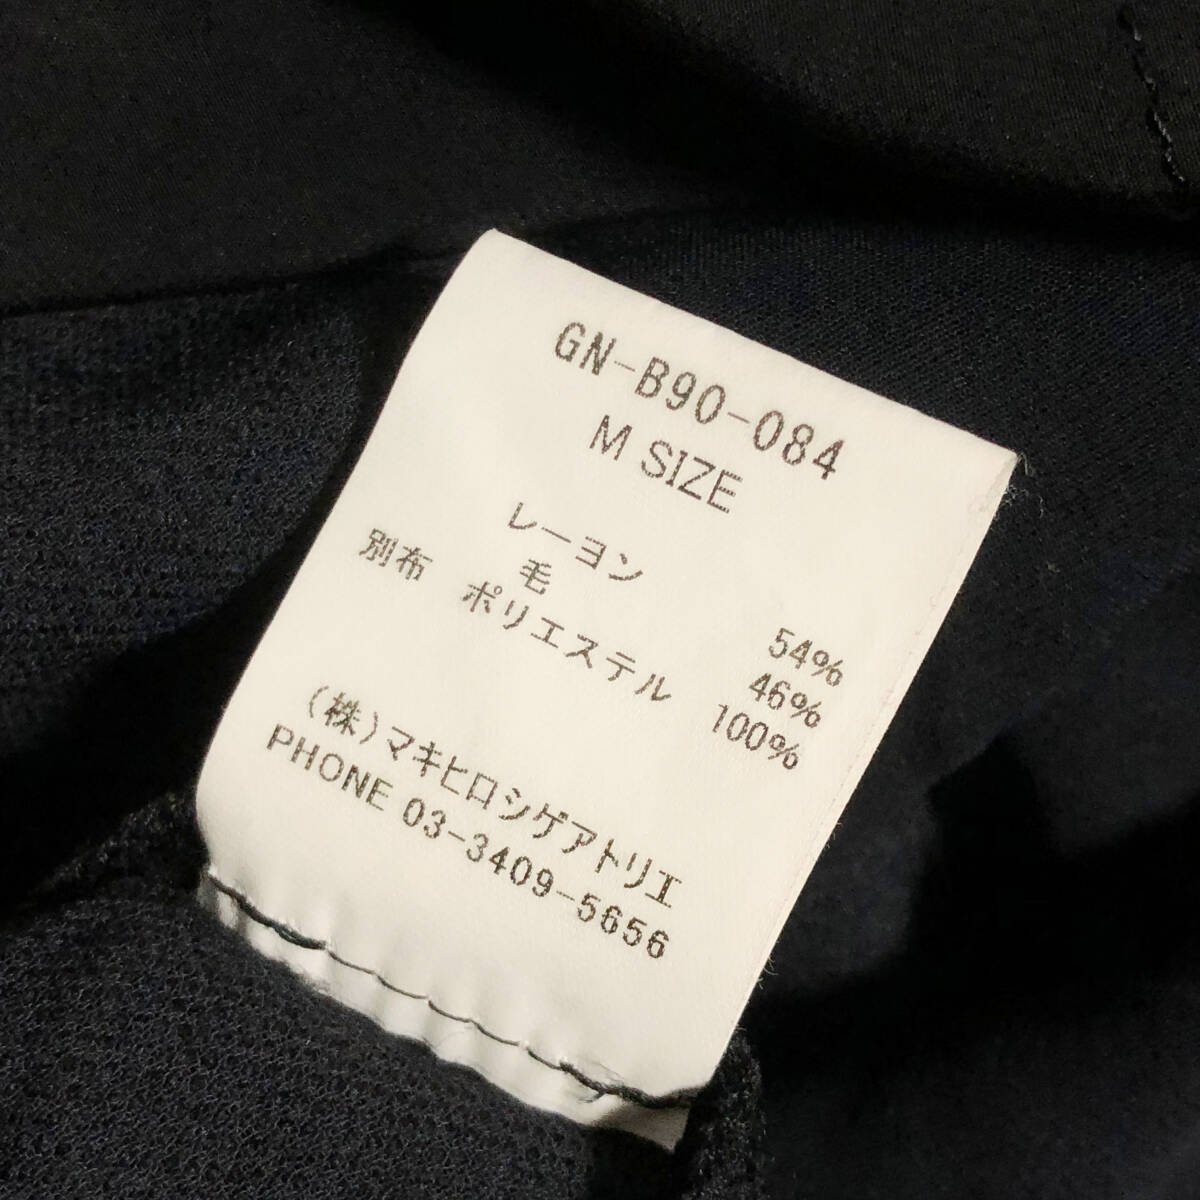 GN-B90-084
M SIZE
レーヨン 54%
毛 46%
別布 ポリエステル 100%
(株)マキヒロシゲアトリエ
PHONE 03-3409-5656